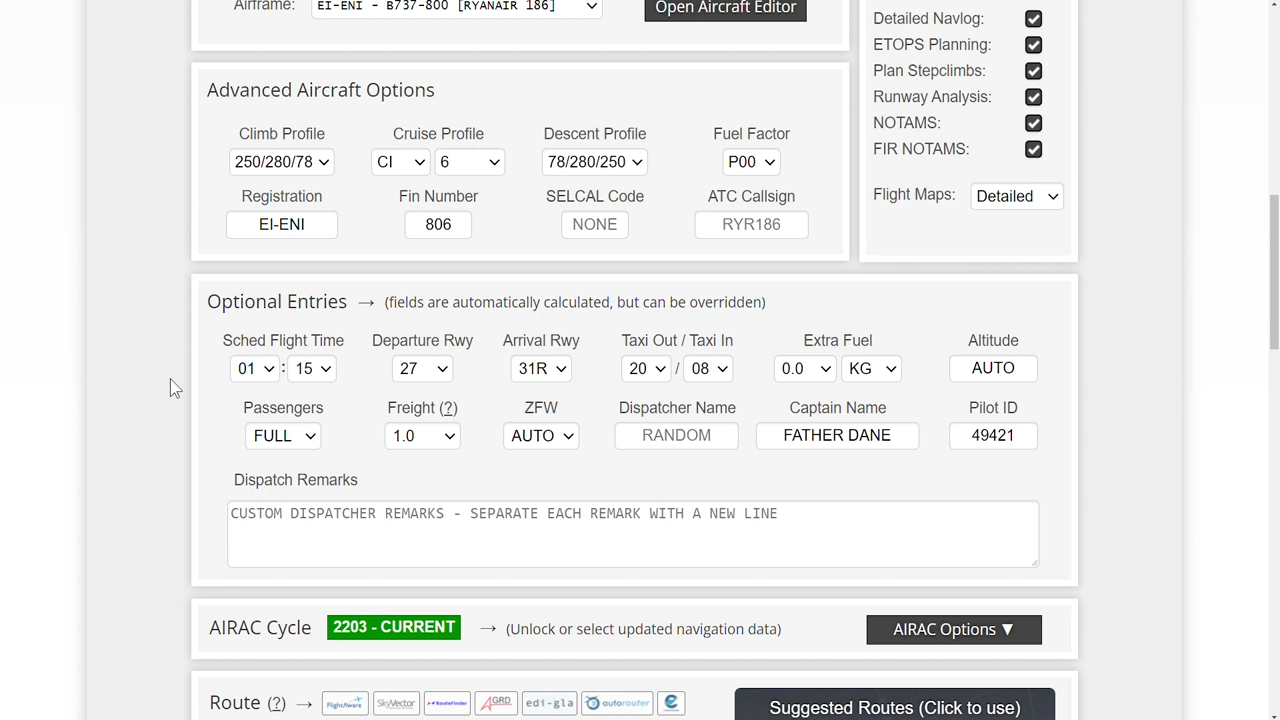 Airframe: EI-ENI - B737-800 [RYANAIR 186] Open Aircraft Editor
Detailed Navlog:
ETOPS Planning:
Plan Stepclimbs:
Runway Analysis:
NOTAMS:
FIR NOTAMS:
Flight Maps: Detailed
Advanced Aircraft Options
Climb Profile Cruise Profile Descent Profile Fuel Factor
250/280/78 CI 6 78/280/250 P00
Registration Fin Number SELCAL Code ATC Callsign
EI-ENI 806 NONE RYR186
Optional Entries → (fields are automatically calculated, but can be overridden)
Sched Flight Time Departure Rwy Arrival Rwy Taxi Out / Taxi In Extra Fuel Altitude
01 : 15 27 31R 20 / 08 0.0 KG AUTO
Passengers Freight (?) ZFW Dispatcher Name Captain Name Pilot ID
FULL 1.0 AUTO RANDOM FATHER DANE 49421
Dispatch Remarks
CUSTOM DISPATCHER REMARKS - SEPARATE EACH REMARK WITH A NEW LINE
AIRAC Cycle 2203 - CURRENT → (Unlock or select updated navigation data) AIRAC Options ▼
Route (?) → FlightAware SkyVector RouteFinder GRD edi-gla autorouter Suggested Routes (Click to use)